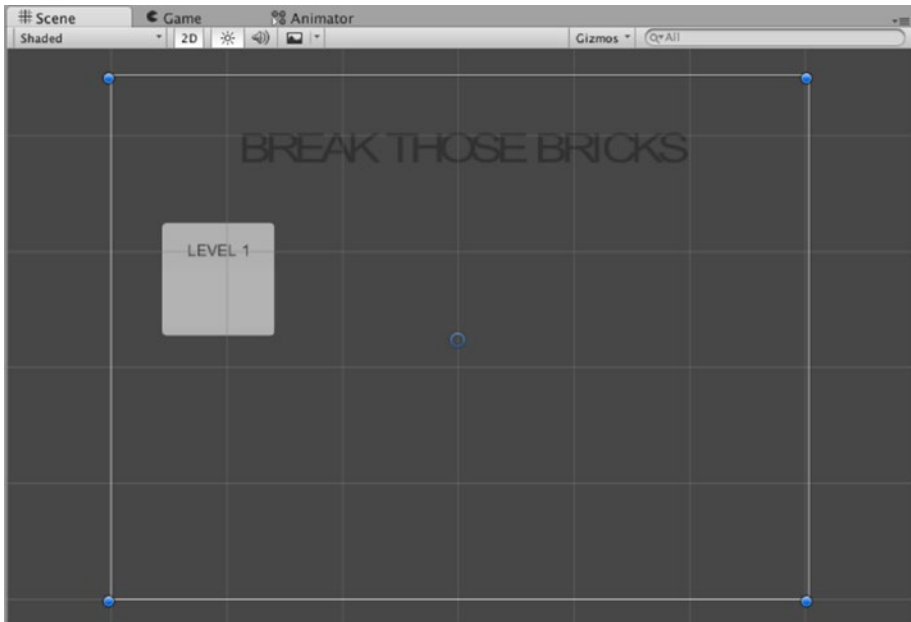 Scene Game Animator
Shaded 2D Gizmos All
BREAK THOSE BRICKS
LEVEL 1